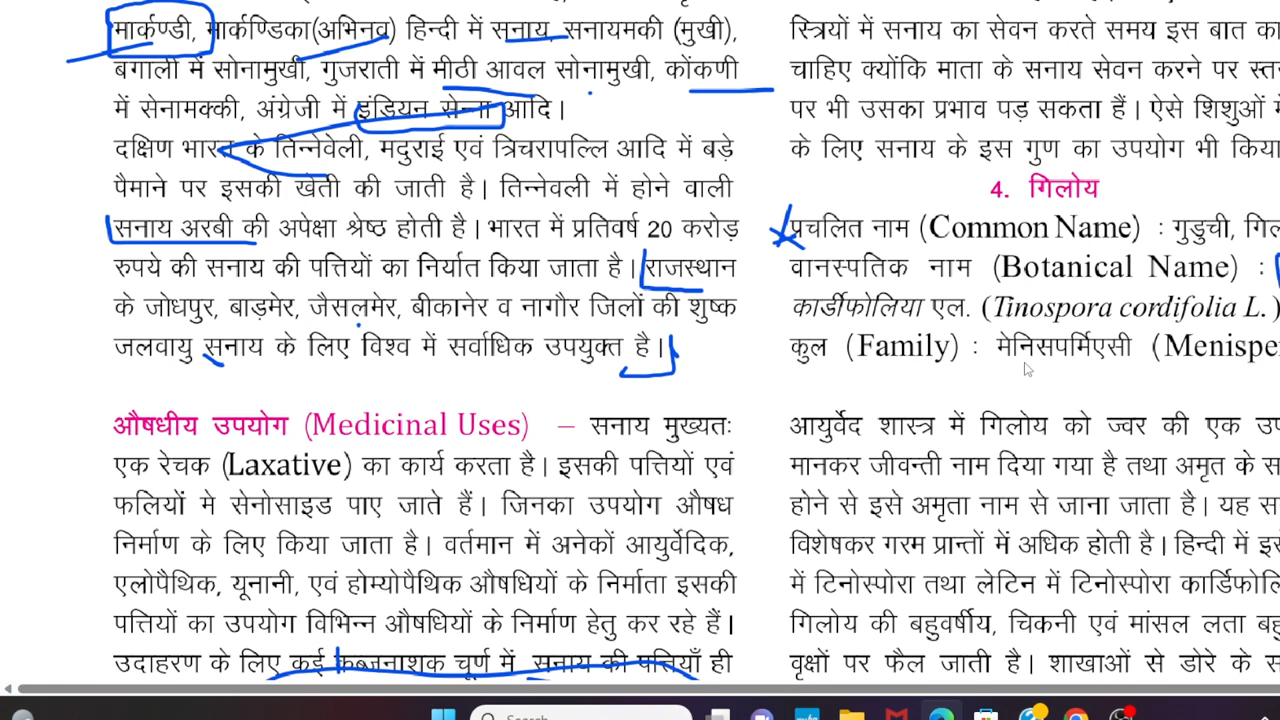 मार्कण्डी, मार्कण्डिका(अभिनव) हिन्दी में सनाय, सनायमकी (मुखी),
बंगाली में सोनामुखी, गुजराती में मीठी आवल सोनामुखी, कोंकणी
में सेनामक्की, अंग्रेजी में इंडियन सेन्ना आदि।
दक्षिण भारत के तिन्नेवेली, मदुराई एवं त्रिचरापल्लि आदि में बड़े
पैमाने पर इसकी खेती की जाती है। तिन्नेवली में होने वाली
सनाय अरबी की अपेक्षा श्रेष्ठ होती है। भारत में प्रतिवर्ष 20 करोड़
रुपये की सनाय की पत्तियों का निर्यात किया जाता है। राजस्थान
के जोधपुर, बाड़मेर, जैसलमेर, बीकानेर व नागौर जिलों की शुष्क
जलवायु सनाय के लिए विश्व में सर्वाधिक उपयुक्त है।
औषधीय उपयोग (Medicinal Uses) – सनाय मुख्यतः
एक रेचक (Laxative) का कार्य करता है। इसकी पत्तियों एवं
फलियों मे सेनोसाइड पाए जाते हैं। जिनका उपयोग औषध
निर्माण के लिए किया जाता है। वर्तमान में अनेकों आयुर्वेदिक,
एलोपैथिक, यूनानी, एवं होम्योपैथिक औषधियों के निर्माता इसकी
पत्तियों का उपयोग विभिन्न औषधियों के निर्माण हेतु कर रहे हैं।
उदाहरण के लिए कई कब्जनाशक चूर्ण में सनाय की पत्तियाँ ही
स्त्रियों में सनाय का सेवन करते समय इस बात का
चाहिए क्योंकि माता के सनाय सेवन करने पर स्त
पर भी उसका प्रभाव पड़ सकता हैं। ऐसे शिशुओं में
के लिए सनाय के इस गुण का उपयोग भी किया
4. गिलोय
प्रचलित नाम (Common Name) : गुडुची, गिल
वानस्पतिक नाम (Botanical Name) :
कार्डीफोलिया एल. (Tinospora cordifolia L.)
कुल (Family) : मेनिसपर्मिएसी (Menispe
आयुर्वेद शास्त्र में गिलोय को ज्वर की एक उप
मानकर जीवन्ती नाम दिया गया है तथा अमृत के स
होने से इसे अमृता नाम से जाना जाता है। यह सा
विशेषकर गरम प्रान्तों में अधिक होती है। हिन्दी में इस
में टिनोस्पोरा तथा लेटिन में टिनोस्पोरा कार्डिफोलि
गिलोय की बहुवर्षीय, चिकनी एवं मांसल लता बहु
वृक्षों पर फैल जाती है। शाखाओं से डोरे के स
Search